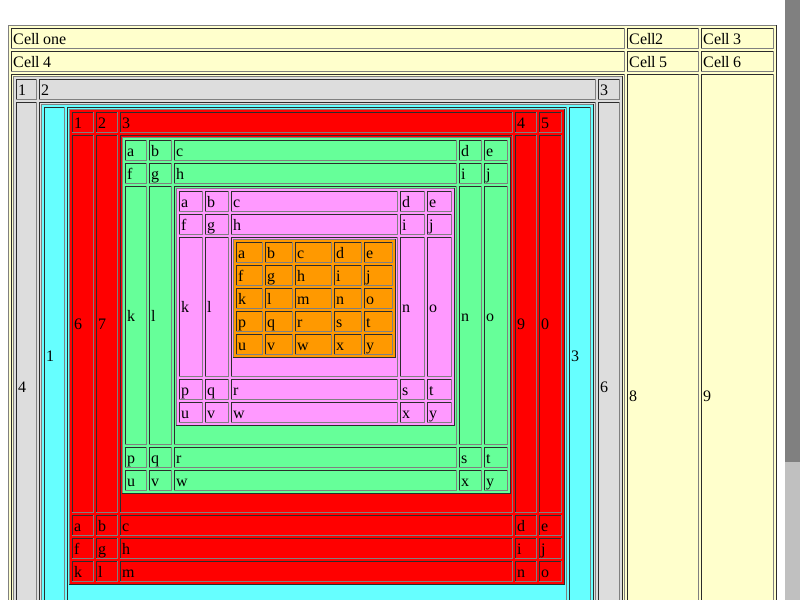 Cell one Cell2 Cell 3
Cell 4 Cell 5 Cell 6
1 2 3
1 2 3 4 5
a b c d e
f g h i j
a b c d e
f g h i j
a b c d e
f g h i j
k l m n o
k l k l n o n o
p q r s t
6 7 9 0
u v w x y
1 3
4 6
p q r s t
8 9
u v w x y
p q r s t
u v w x y
a b c d e
f g h i j
k l m n o